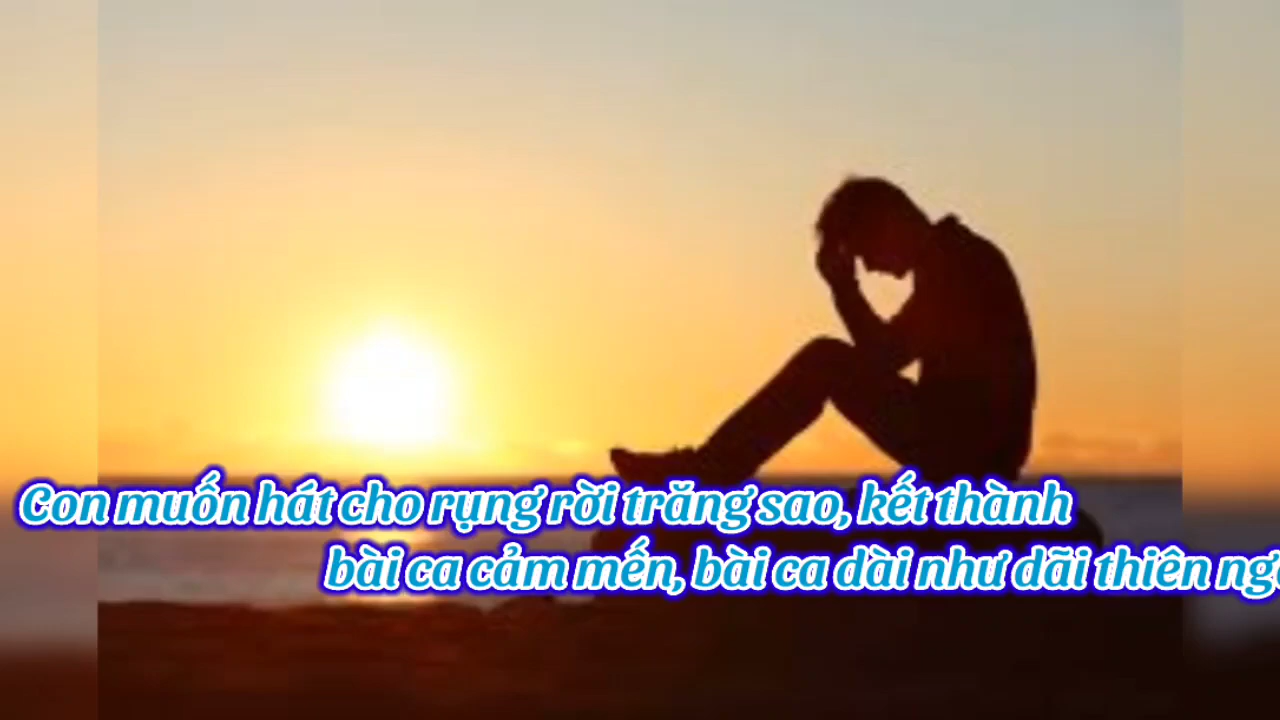 Con muốn hát cho rụng rời trăng sao, kết thành
bài ca cảm mến, bài ca dài như dãi thiên